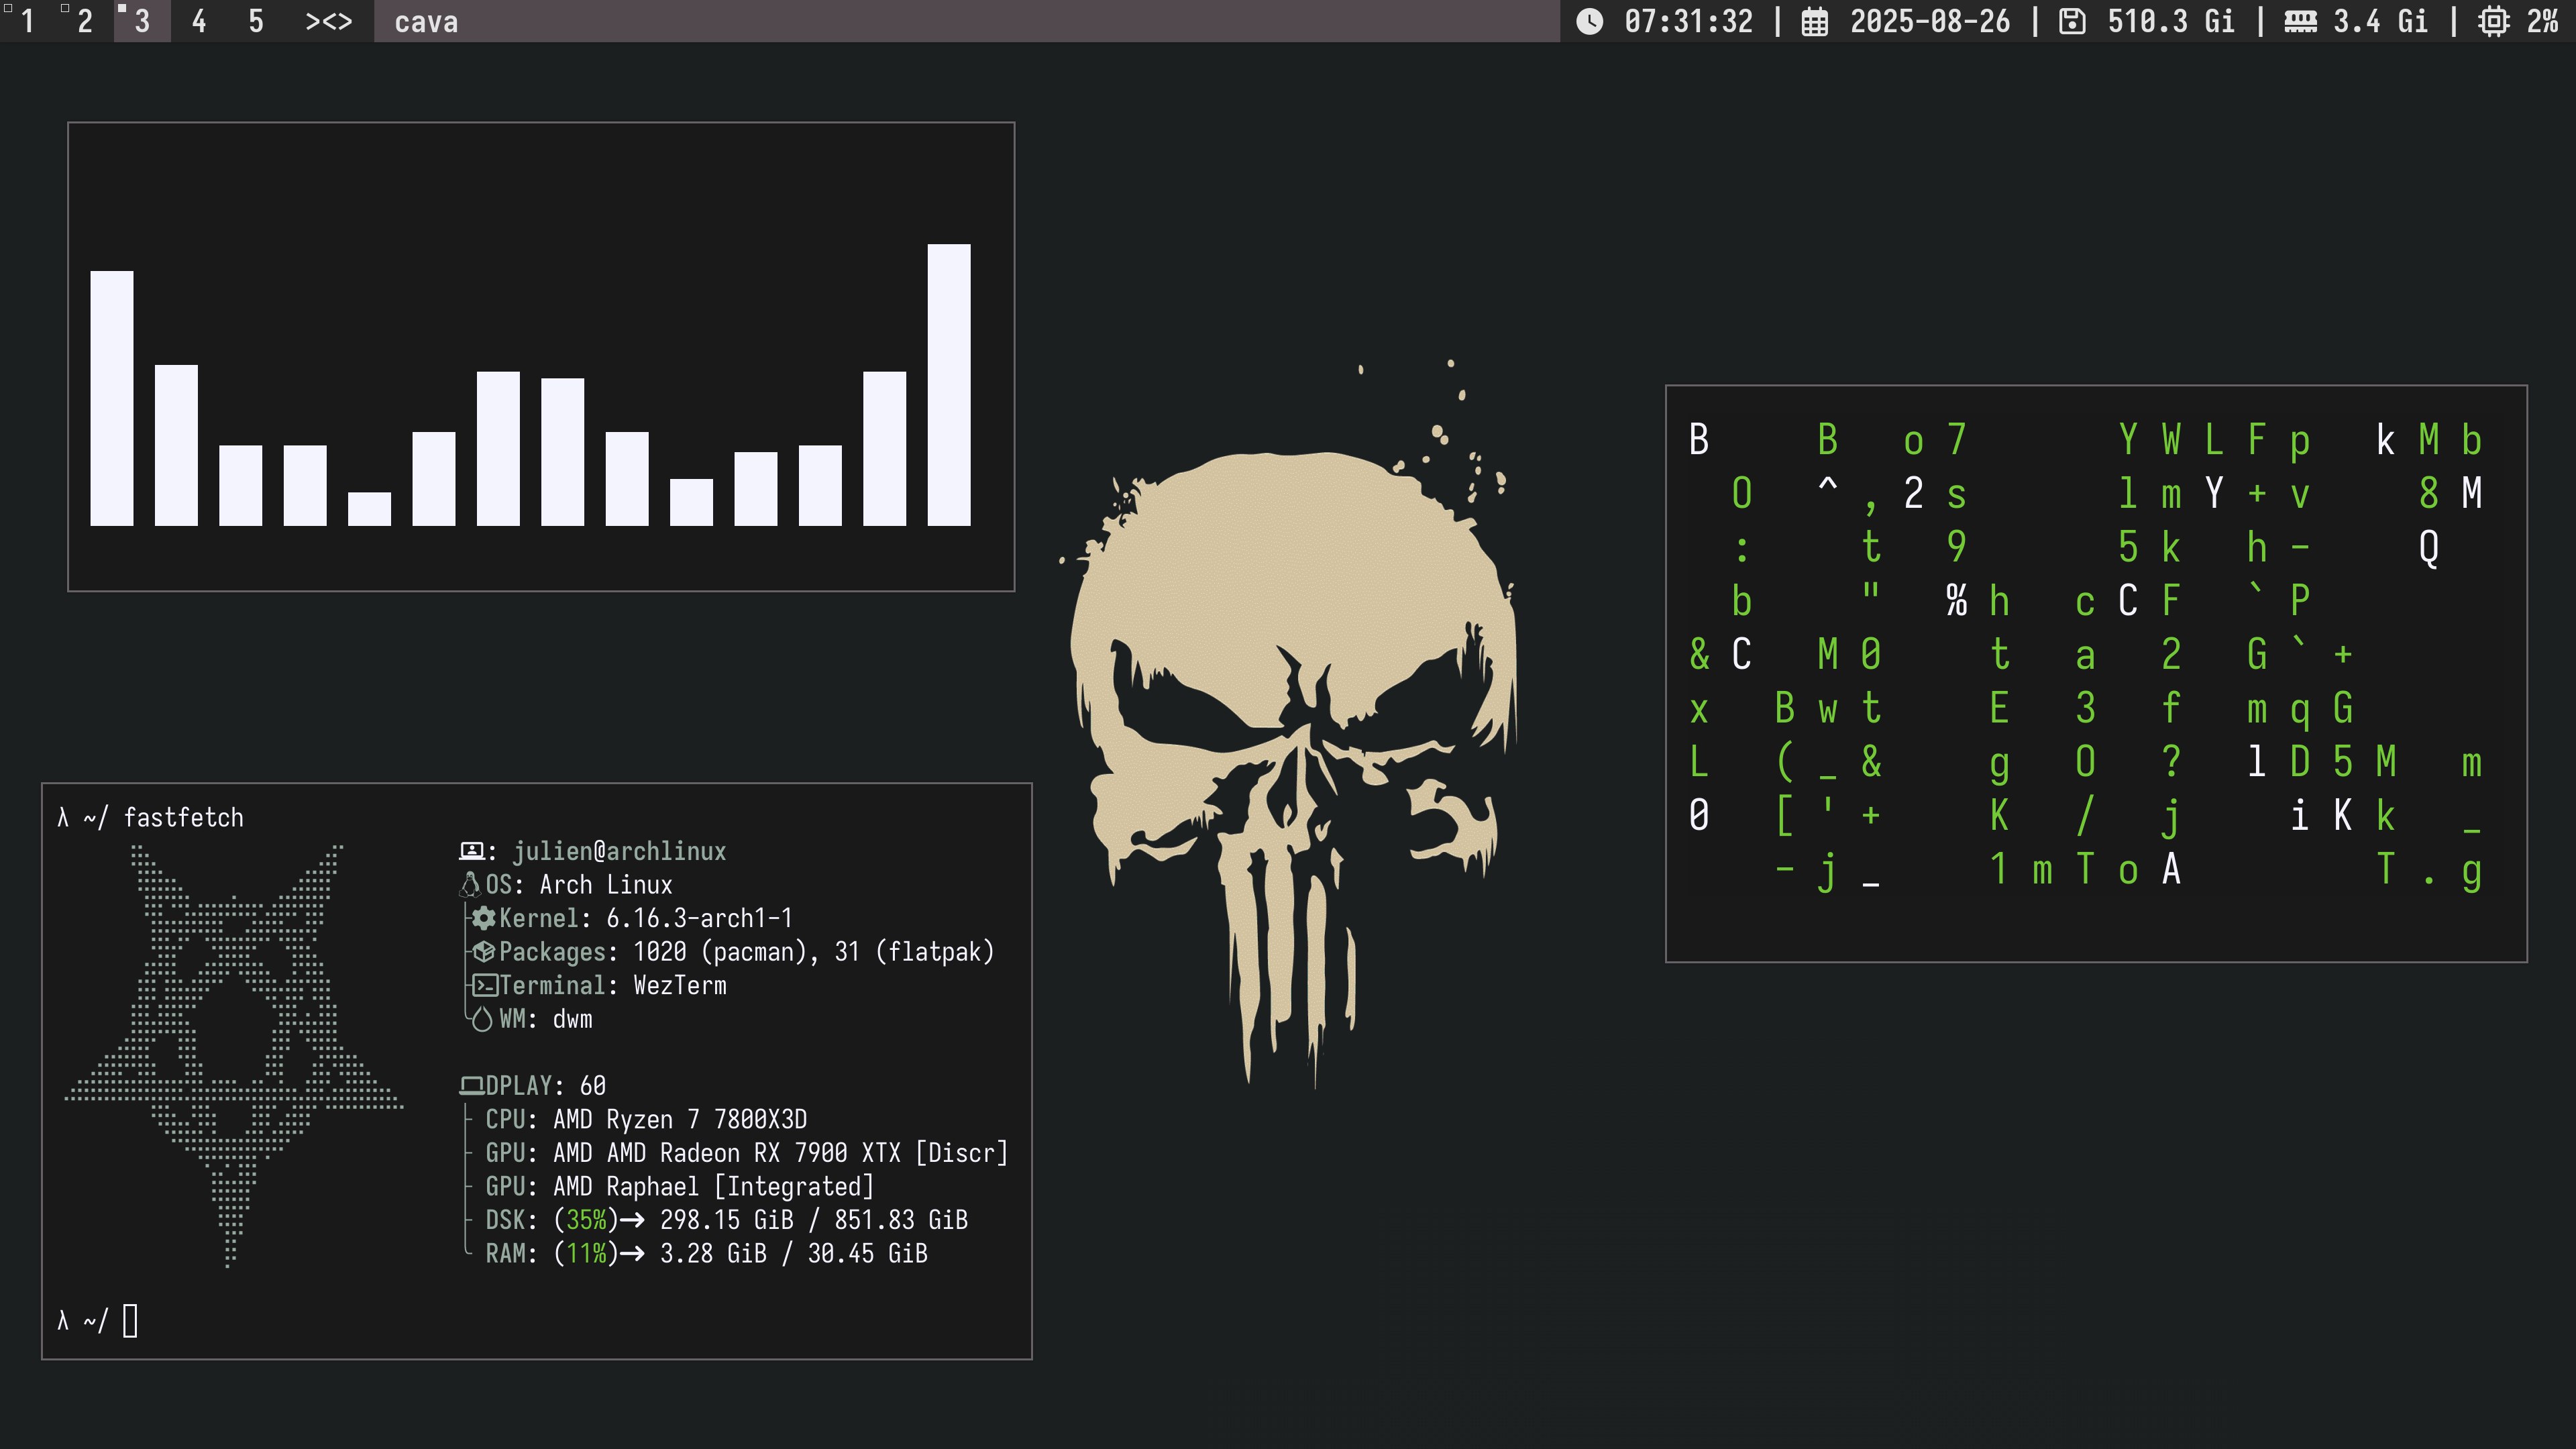 1 2 3 4 5 ><> cava 07:31:32 | 2025-08-26 | 510.3 Gi | 3.4 Gi | 2%
B B o 7 Y W L F p k M b
O ^ , 2 s l m Y + v 8 M
: t 9 5 k h - Q
b " % h c C F ` P
& C M 0 t a 2 G ` +
x B w t E 3 f m q G
L ( _ & g O ? l D 5 M m
0 [ ' + K / j i K k _
- j _ 1 m T o A T . g
λ ~/ fastfetch
: julien@archlinux
OS: Arch Linux
Kernel: 6.16.3-arch1-1
Packages: 1020 (pacman), 31 (flatpak)
Terminal: WezTerm
WM: dwm
DPLAY: 60
CPU: AMD Ryzen 7 7800X3D
GPU: AMD AMD Radeon RX 7900 XTX [Discr]
GPU: AMD Raphael [Integrated]
DSK: (35%)→ 298.15 GiB / 851.83 GiB
RAM: (11%)→ 3.28 GiB / 30.45 GiB
λ ~/